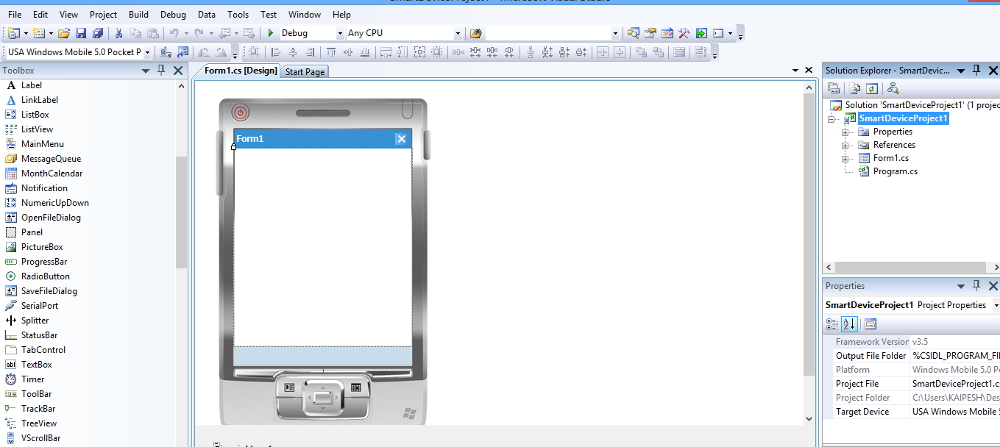 File Edit View Project Build Debug Data Tools Test Window Help
Debug Any CPU
USA Windows Mobile 5.0 Pocket P
Toolbox
Label
LinkLabel
ListBox
ListView
MainMenu
MessageQueue
MonthCalendar
Notification
NumericUpDown
OpenFileDialog
Panel
PictureBox
ProgressBar
RadioButton
SaveFileDialog
SerialPort
Splitter
StatusBar
TabControl
TextBox
Timer
ToolBar
TrackBar
TreeView
VScrollBar
Form1.cs [Design] Start Page
Form1
Solution Explorer - SmartDevic...
Solution 'SmartDeviceProject1' (1 projec
SmartDeviceProject1
Properties
References
Form1.cs
Program.cs
Properties
SmartDeviceProject1 Project Properties
Framework Version v3.5
Output File Folder %CSIDL_PROGRAM_FI
Platform Windows Mobile 5.0 P
Project File SmartDeviceProject1.c
Project Folder C:\Users\KAIPESH\Des
Target Device USA Windows Mobile